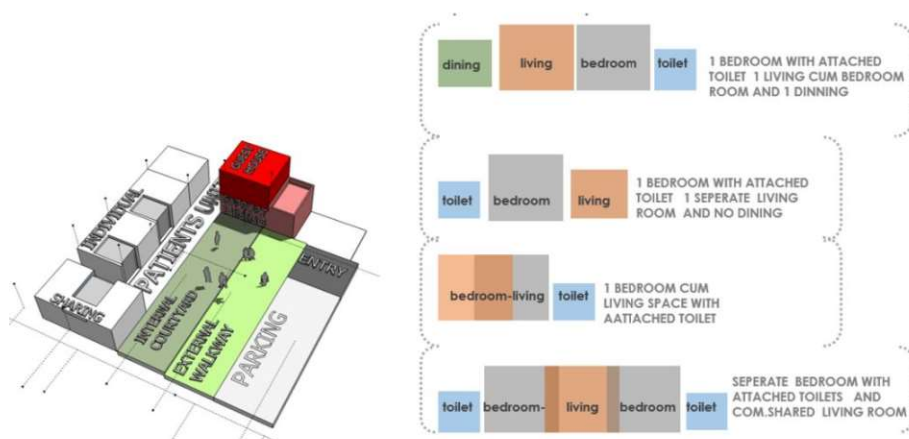 dining
living
bedroom
toilet
1 BEDROOM WITH ATTACHED
TOILET 1 LIVING CUM BEDROOM
ROOM AND 1 DINNING
toilet
bedroom
living
1 BEDROOM WITH ATTACHED
TOILET 1 SEPERATE LIVING
ROOM AND NO DINING
bedroom-living
toilet
1 BEDROOM CUM
LIVING SPACE WITH
AATTACHED TOILET
toilet
bedroom-
living
bedroom
toilet
SEPERATE BEDROOM WITH
ATTACHED TOILETS AND
COM.SHARED LIVING ROOM
INDIVIDUAL
SHARING
PATIENTS
INTERNAL
COURTYARD
EXTERNAL
WALKWAY
PARKING
ENTRY